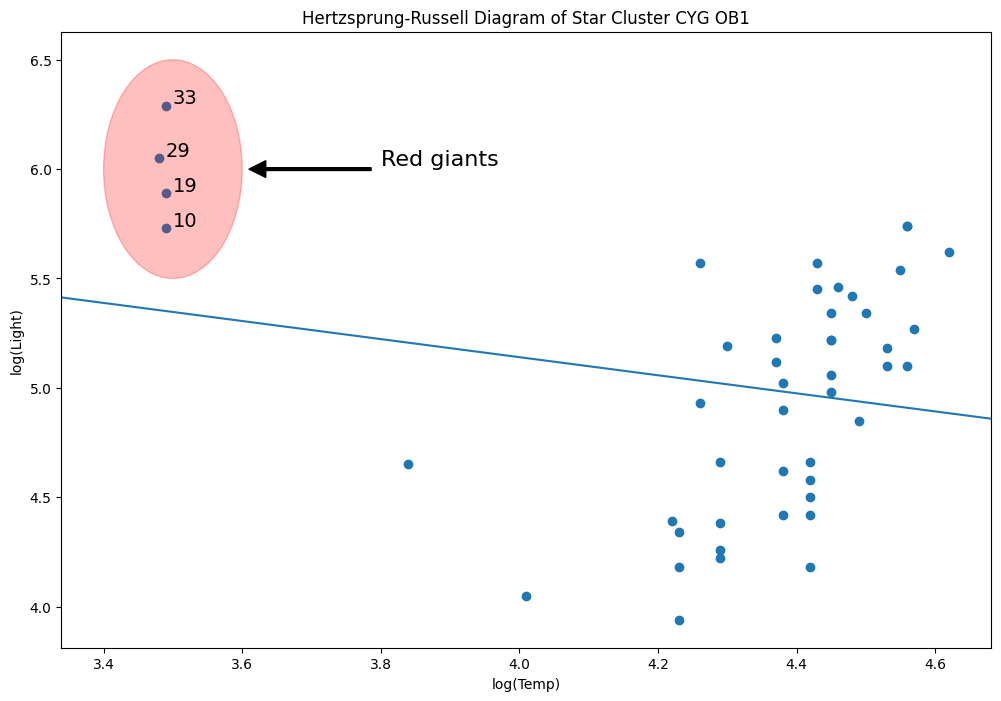 Hertzsprung-Russell Diagram of Star Cluster CYG OB1
6.5
33
29
Red giants
6.0
19
10
5.5
log(Light)
5.0
4.5
4.0
3.4 3.6 3.8 4.0 4.2 4.4 4.6
log(Temp)